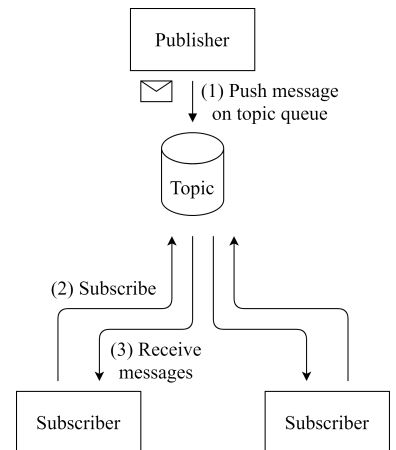 Publisher
(1) Push message
on topic queue
Topic
(2) Subscribe
(3) Receive
messages
Subscriber
Subscriber